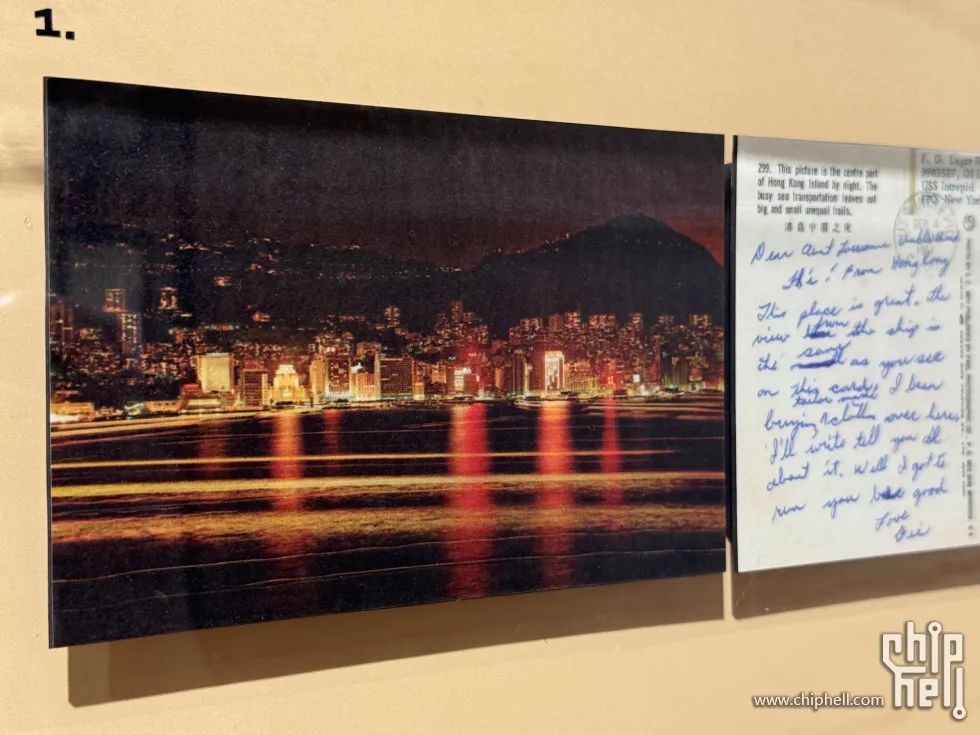 1.
299. This picture is the centre part
of Hong Kong island by night. The
busy sea transportation leaves out
big and small unequal trails.
港島中環之夜
F. D. Logan
9983527, OI
USS Intrepid
FPO New York
Dear Aunt
Hi! From Hong Kong
This place is great. The
view from the ship is
the same as you see
on this card, I been
tailor made
buying clothes over here
I'll write tell you all
about it. Well I got to
run you be good
Love
chip
hell
www.chiphell.com